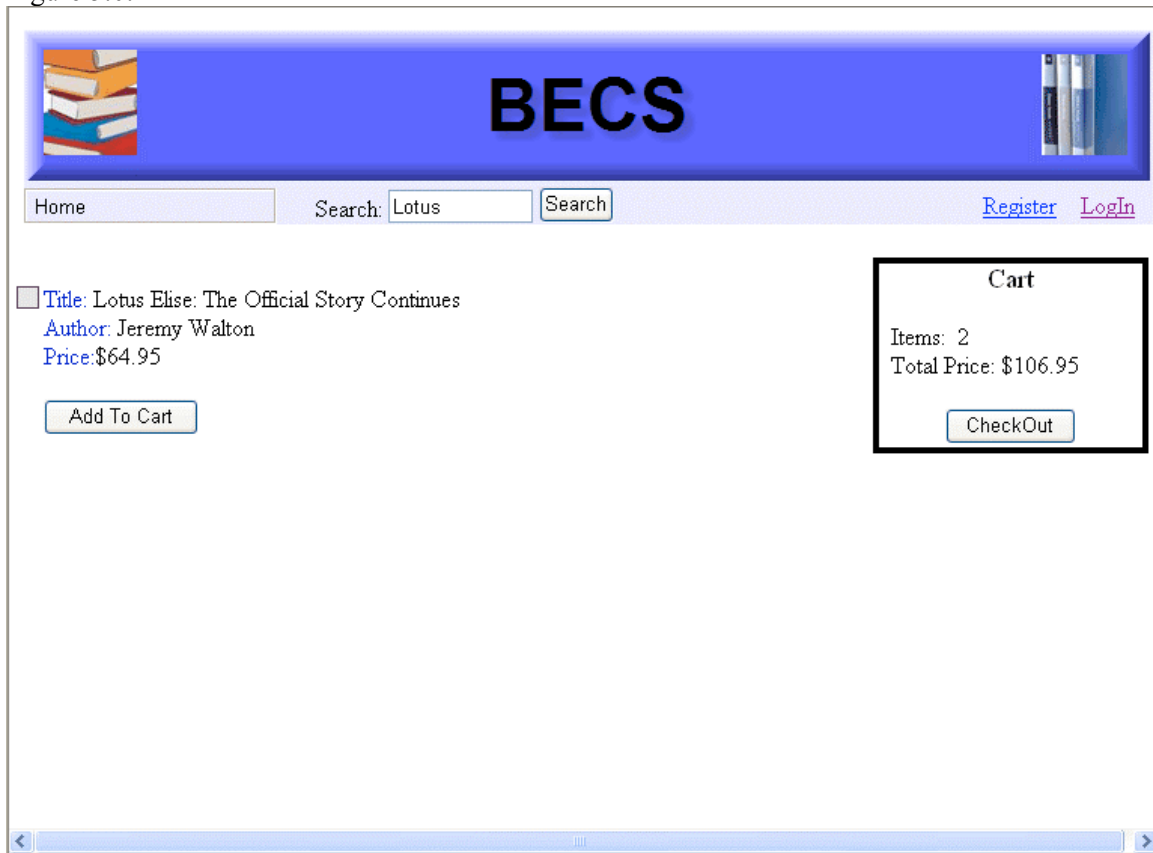 BECS
Home Search: Lotus Search Register LogIn
Title: Lotus Elise: The Official Story Continues
Author: Jeremy Walton
Price:$64.95
Add To Cart
Cart
Items: 2
Total Price: $106.95
CheckOut